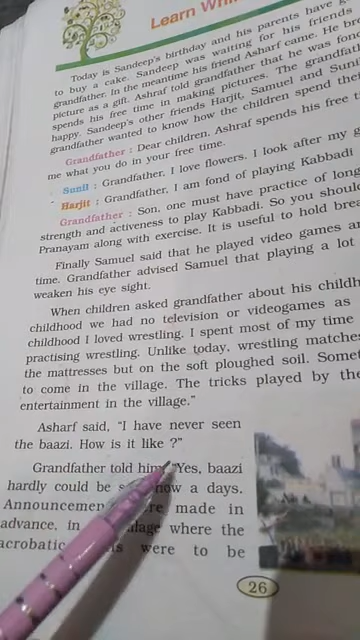 Learn Whi
Today is Sandeep's birthday and his parents have g
to buy a cake. Sandeep was waiting for his friends
grandfather. In the meantime his friend Ashraf came. He bro
picture as a gift. Ashraf told grandfather that he was fond
spends his free time in making pictures. The grandfat
happy. Sandeep's other friends Harjit, Samuel and Sunil
grandfather wanted to know how the children spend thei
Grandfather : Dear children, Ashraf spends his free t
me what you do in your free time.
Sunil : Grandfather, I love flowers. I look after my g
Harjit : Grandfather, I am fond of playing Kabbadi
Grandfather : Son, one must have practice of long
strength and activeness to play Kabbadi. So you shoul
Pranayam along with exercise. It is useful to hold brea
Finally Samuel said that he played video games an
time. Grandfather advised Samuel that playing a lot
weaken his eye sight.
When children asked grandfather about his childh
childhood we had no television or videogames as
childhood I loved wrestling. I spent most of my time
practising wrestling. Unlike today, wrestling matches
the mattresses but on the soft ploughed soil. Somet
to come in the village. The tricks played by the
entertainment in the village."
Asharf said, "I have never seen
the baazi. How is it like ?"
Grandfather told him, "Yes, baazi
hardly could be now a days.
Announcemen re made in
advance, in lage where the
acrobatic were to be
26